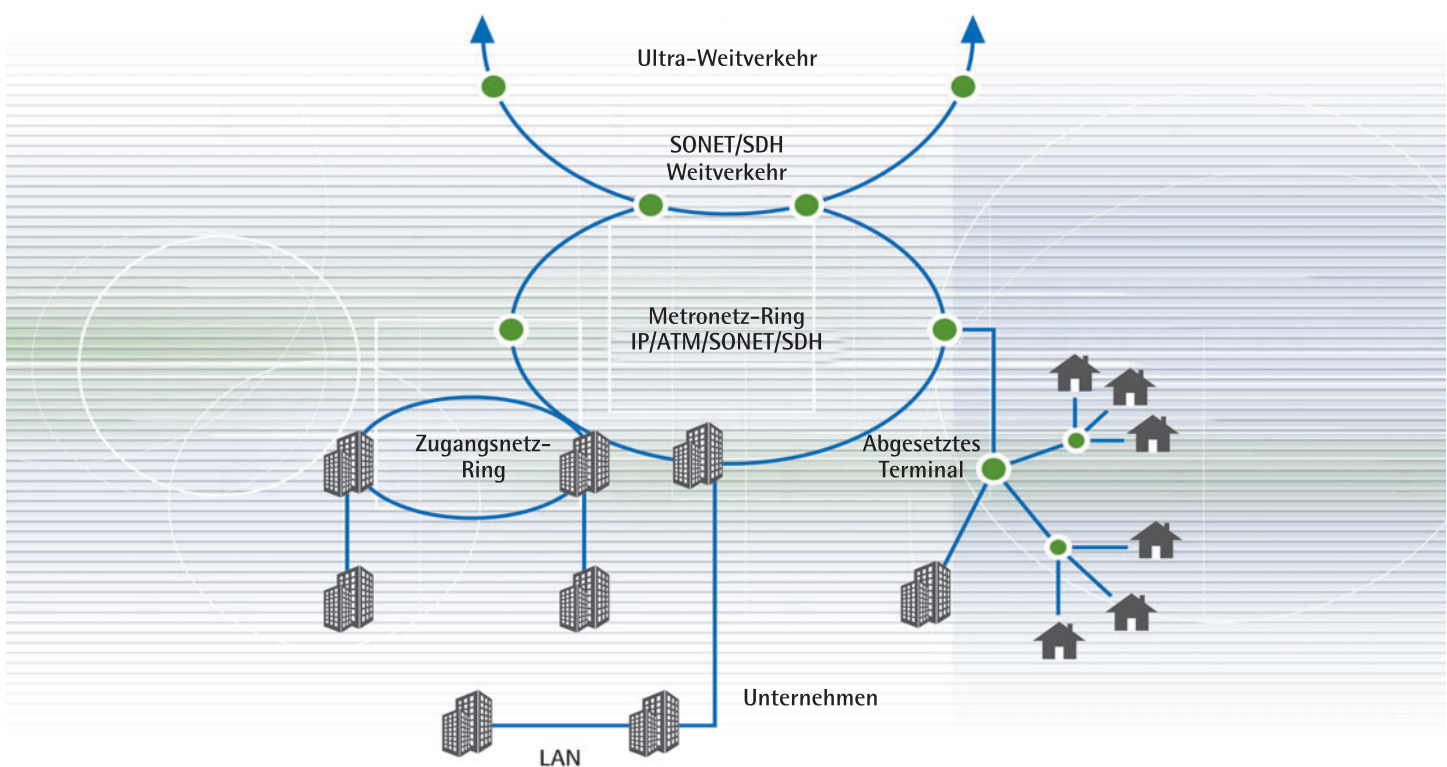 Ultra-Weitverkehr
SONET/SDH
Weitverkehr
Metronetz-Ring
IP/ATM/SONET/SDH
Zugangsnetz-
Ring
Abgesetztes
Terminal
Unternehmen
LAN